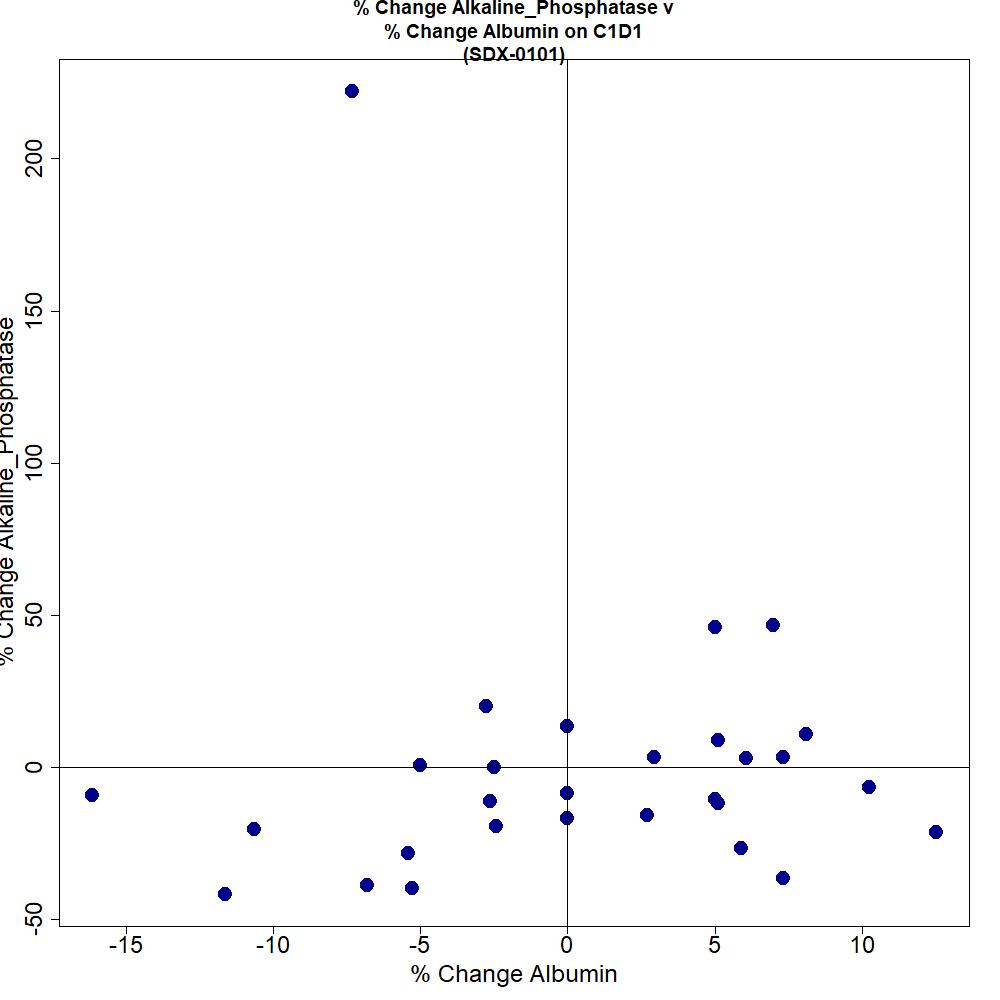 % Change Alkaline_Phosphatase v
% Change Albumin on C1D1
(SDX-0101)
% Change Alkaline_Phosphatase
200
150
100
50
0
-50
-15
-10
-5
0
5
10
% Change Albumin